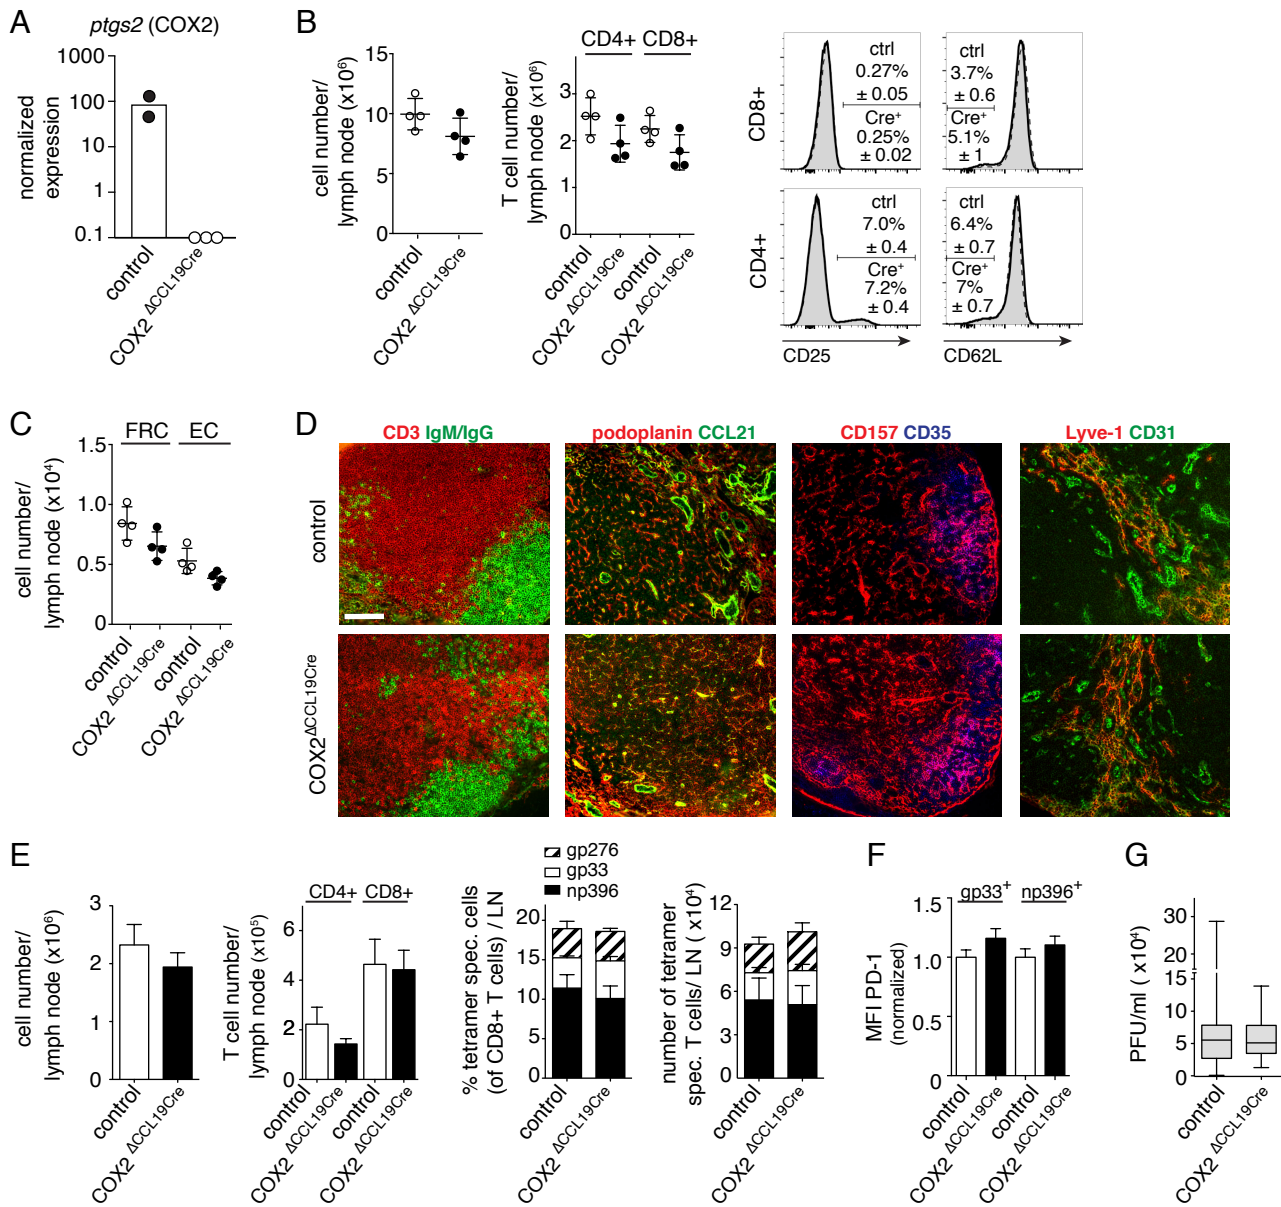 A
ptgs2 (COX2)
normalized
expression
1000
100
10
1
0.1
control
COX2 ΔCCL19Cre
B
cell number/
lymph node (x10⁶)
15
10
5
0
control
COX2 ΔCCL19Cre
CD4+ CD8+
T cell number/
lymph node (x10⁶)
3
2
1
0
control
COX2 ΔCCL19Cre
control
COX2 ΔCCL19Cre
CD8+
ctrl
0.27%
± 0.05
Cre⁺
0.25%
± 0.02
ctrl
3.7%
± 0.6
Cre⁺
5.1%
± 1
CD4+
ctrl
7.0%
± 0.4
Cre⁺
7.2%
± 0.4
ctrl
6.4%
± 0.7
Cre⁺
7%
± 0.7
CD25
CD62L
C
FRC EC
cell number/
lymph node (x10⁴)
1.5
1.0
0.5
0
control
COX2 ΔCCL19Cre
control
COX2 ΔCCL19Cre
D
CD3 IgM/IgG
podoplanin CCL21
CD157 CD35
Lyve-1 CD31
control
COX2ΔCCL19Cre
E
cell number/
lymph node (x10⁶)
3
2
1
0
control
COX2 ΔCCL19Cre
CD4+ CD8+
T cell number/
lymph node (x10⁵)
6
4
2
0
control
COX2 ΔCCL19Cre
control
COX2 ΔCCL19Cre
gp276
gp33
np396
% tetramer spec. cells
(of CD8+ T cells) / LN
20
15
10
5
0
control
COX2 ΔCCL19Cre
number of tetramer
spec. T cells/ LN ( x10⁴)
12
9
6
3
0
control
COX2 ΔCCL19Cre
F
gp33⁺ np396⁺
MFI PD-1
(normalized)
1.5
1.0
0.5
0
control
COX2 ΔCCL19Cre
control
COX2 ΔCCL19Cre
G
PFU/ml ( x10⁴)
30
20
15
10
5
0
control
COX2 ΔCCL19Cre